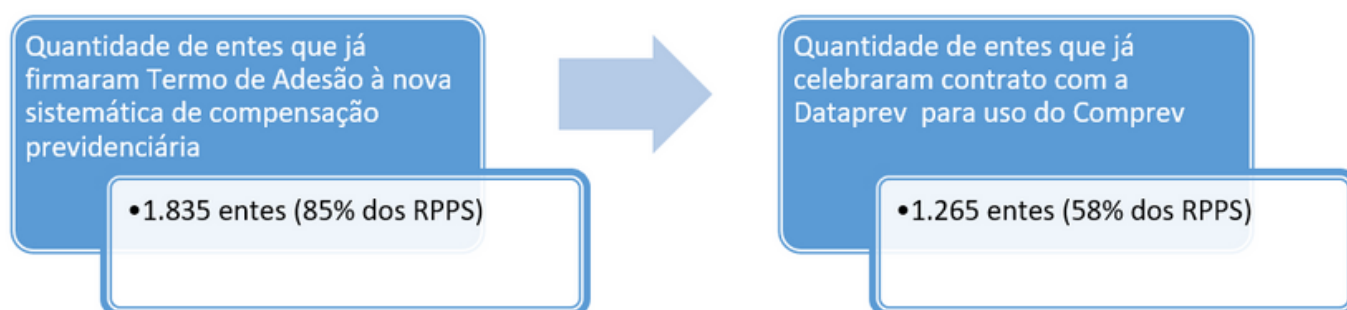 Quantidade de entes que já
firmaram Termo de Adesão à nova
sistemática de compensação
previdenciária
•1.835 entes (85% dos RPPS)
Quantidade de entes que já
celebraram contrato com a
Dataprev para uso do Comprev
•1.265 entes (58% dos RPPS)